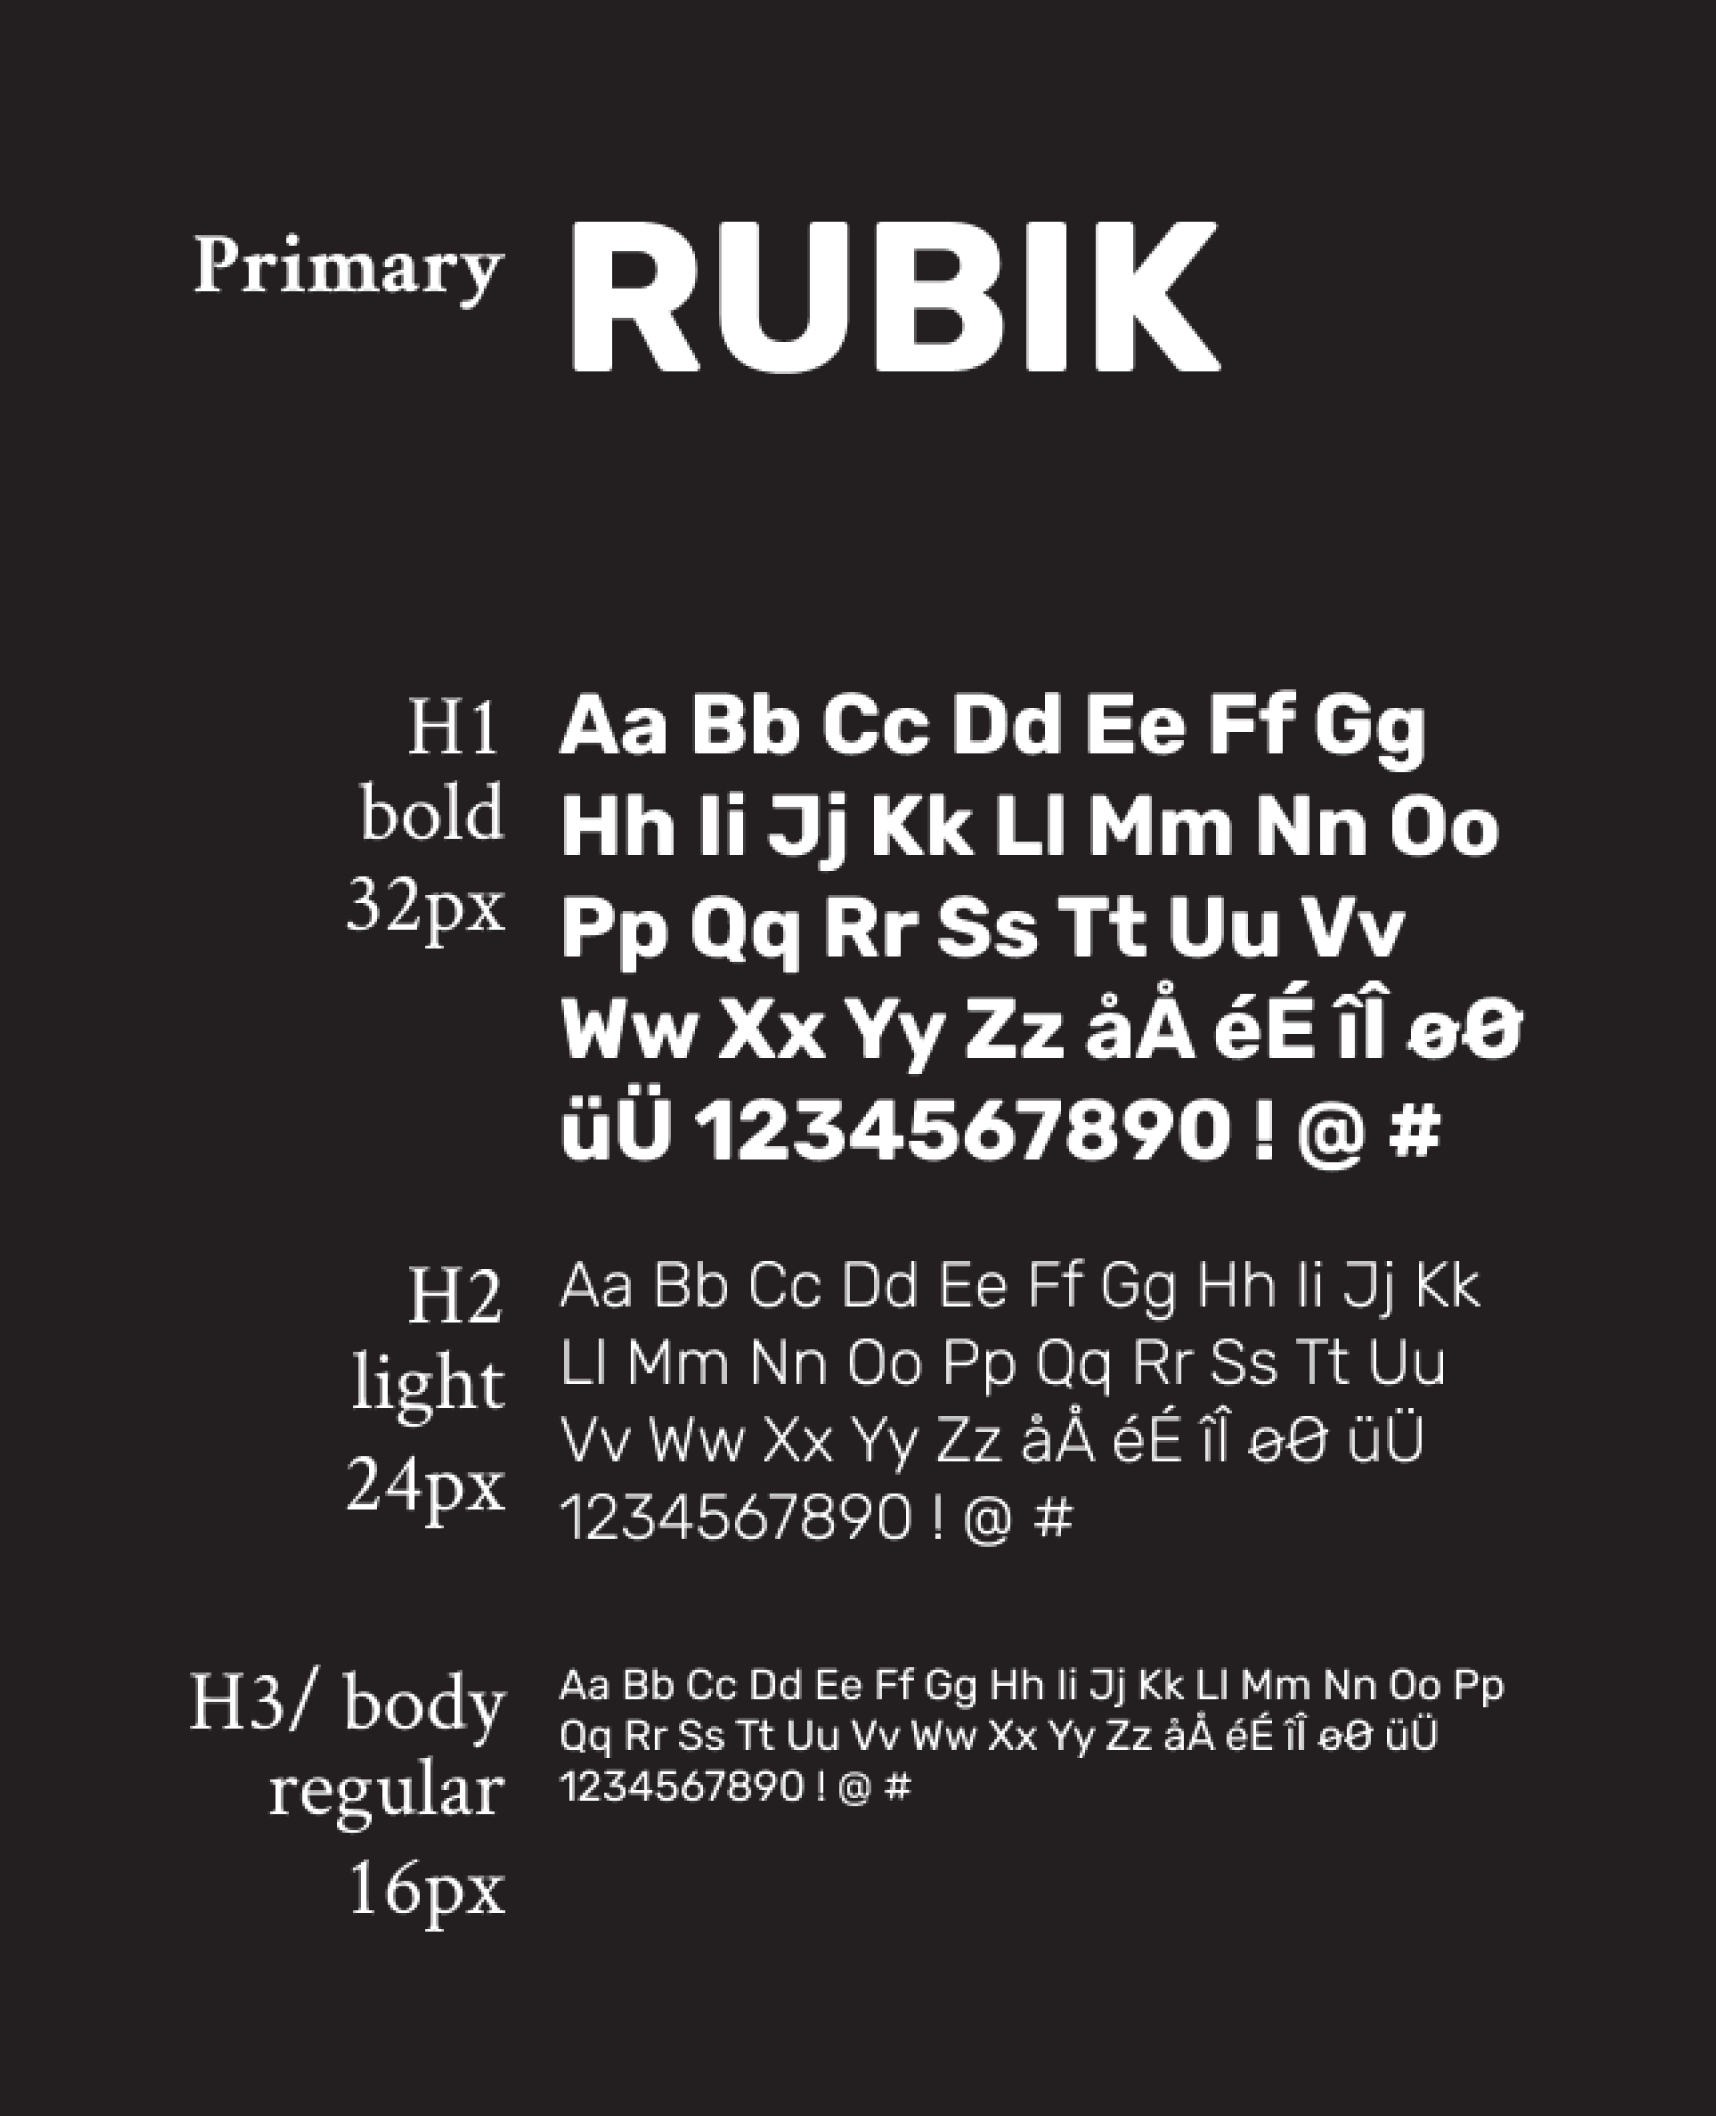 Primary RUBIK
H1
bold
32px
Aa Bb Cc Dd Ee Ff Gg
Hh Ii Jj Kk Ll Mm Nn Oo
Pp Qq Rr Ss Tt Uu Vv
Ww Xx Yy Zz åÅ éÉ îÎ øØ
üÜ 1234567890 ! @ #
H2
light
24px
Aa Bb Cc Dd Ee Ff Gg Hh Ii Jj Kk
Ll Mm Nn Oo Pp Qq Rr Ss Tt Uu
Vv Ww Xx Yy Zz åÅ éÉ îÎ øØ üÜ
1234567890 ! @ #
H3/ body
regular
16px
Aa Bb Cc Dd Ee Ff Gg Hh Ii Jj Kk Ll Mm Nn Oo Pp
Qq Rr Ss Tt Uu Vv Ww Xx Yy Zz åÅ éÉ îÎ øØ üÜ
1234567890 ! @ #